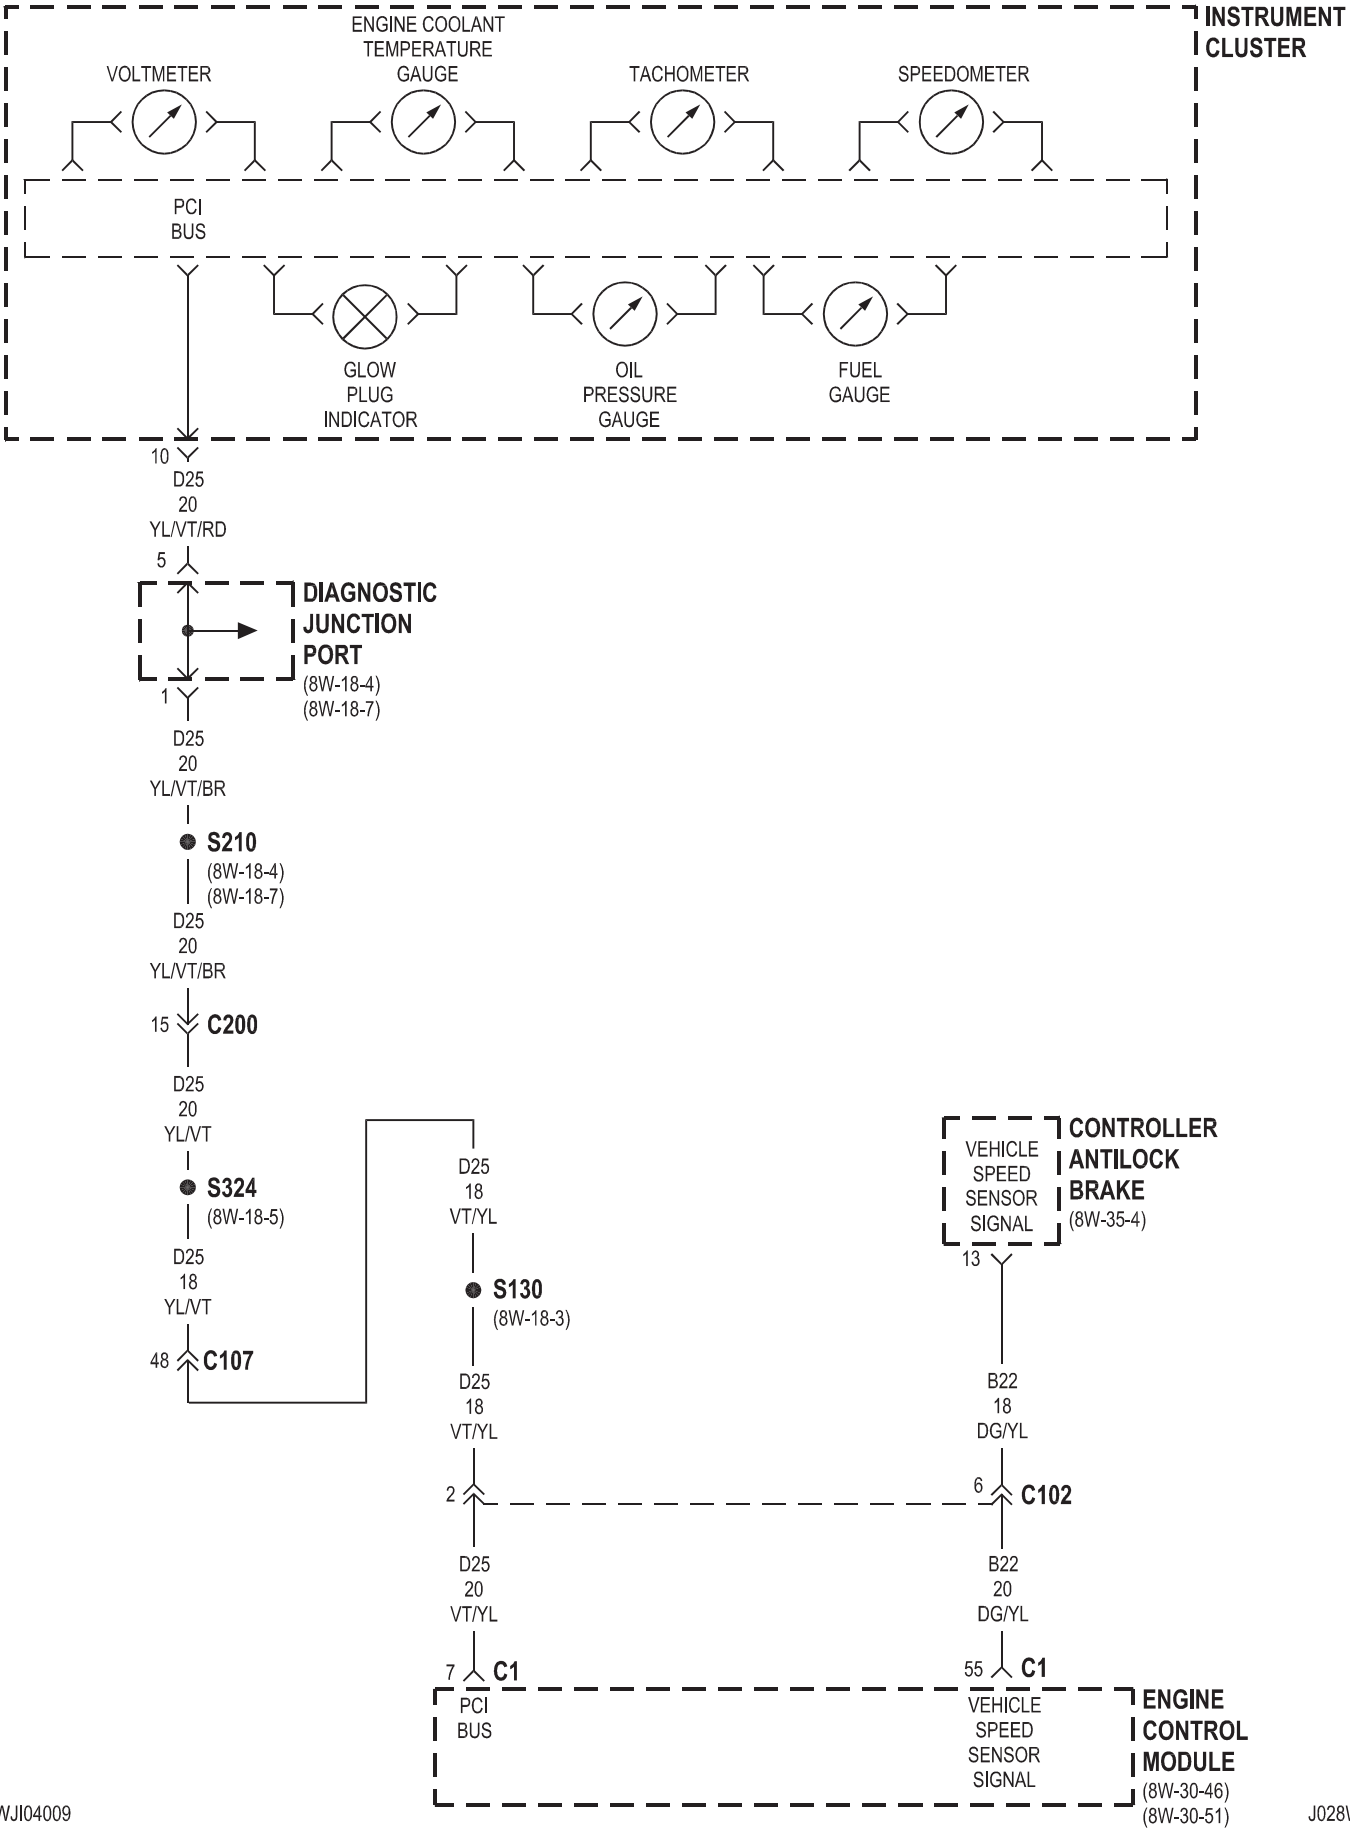 INSTRUMENT
CLUSTER
ENGINE COOLANT
TEMPERATURE
GAUGE
VOLTMETER
TACHOMETER
SPEEDOMETER
PCI
BUS
GLOW
PLUG
INDICATOR
OIL
PRESSURE
GAUGE
FUEL
GAUGE
10
D25
20
YL/VT/RD
5
DIAGNOSTIC
JUNCTION
PORT
(8W-18-4)
(8W-18-7)
1
D25
20
YL/VT/BR
S210
(8W-18-4)
(8W-18-7)
D25
20
YL/VT/BR
15 C200
D25
20
YL/VT
S324
(8W-18-5)
D25
18
YL/VT
48 C107
D25
18
VT/YL
S130
(8W-18-3)
D25
18
VT/YL
2
D25
20
VT/YL
7 C1
PCI
BUS
VEHICLE
SPEED
SENSOR
SIGNAL
CONTROLLER
ANTILOCK
BRAKE
(8W-35-4)
13
B22
18
DG/YL
6 C102
B22
20
DG/YL
55 C1
VEHICLE
SPEED
SENSOR
SIGNAL
ENGINE
CONTROL
MODULE
(8W-30-46)
(8W-30-51)
WJI04009
J028W